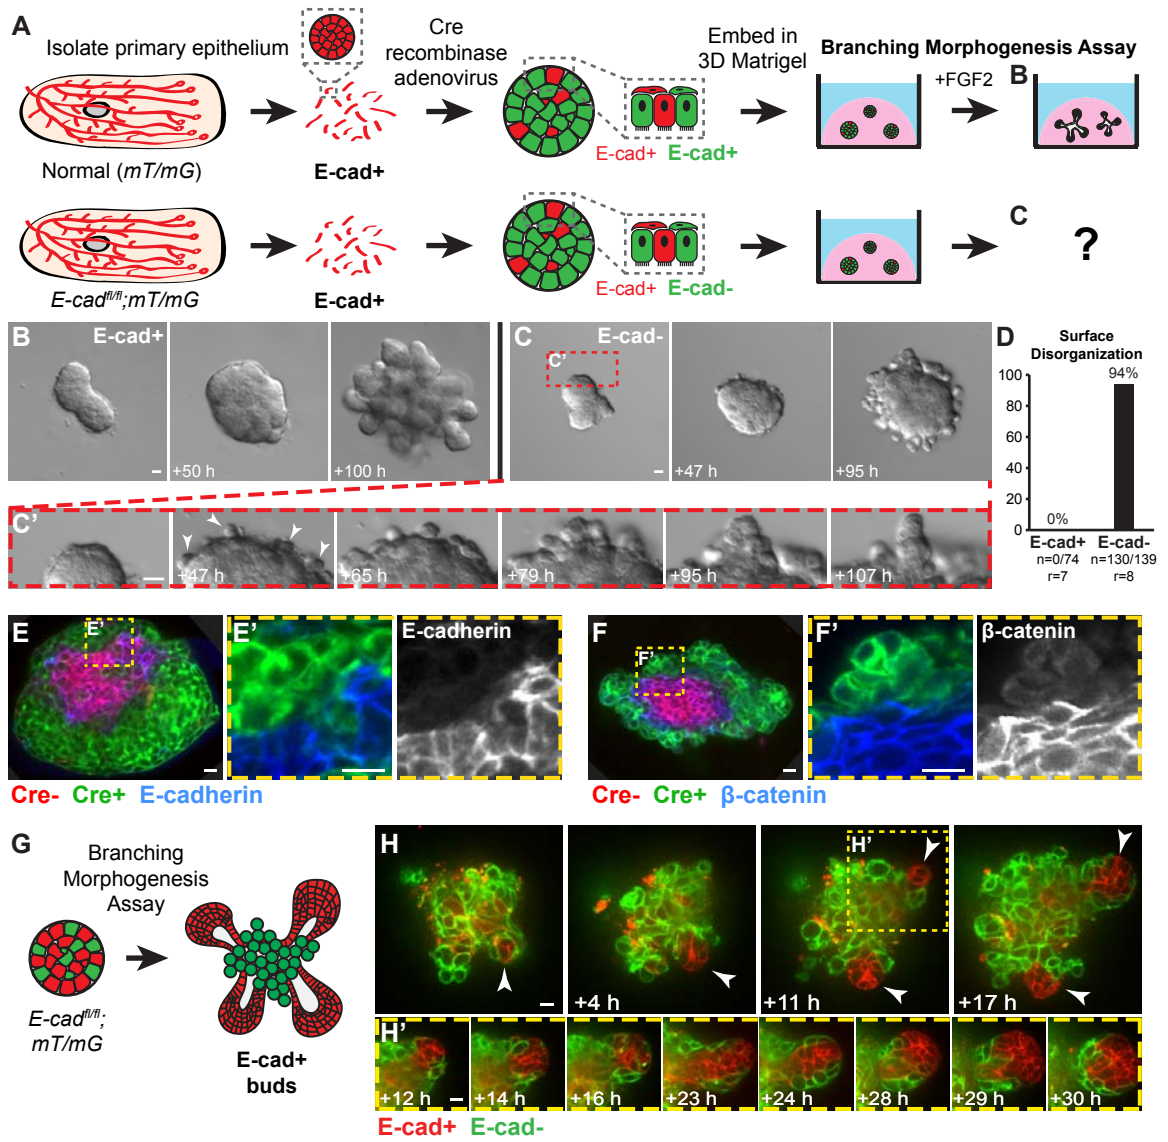 A
Isolate primary epithelium
Cre
recombinase
adenovirus
Embed in
3D Matrigel
Branching Morphogenesis Assay
+FGF2
B
Normal (mT/mG)
E-cad+
E-cad+ E-cad+
E-cadfl/fl;mT/mG
E-cad+
E-cad+ E-cad-
C
?
B
E-cad+
+50 h
+100 h
C
E-cad-
C'
+47 h
+95 h
D
Surface
Disorganization
94%
100
80
60
40
20
0
0%
E-cad+
n=0/74
r=7
E-cad-
n=130/139
r=8
C'
+47 h
+65 h
+79 h
+95 h
+107 h
E
E'
E'
E-cadherin
Cre- Cre+ E-cadherin
F
F'
F'
β-catenin
Cre- Cre+ β-catenin
G
Branching
Morphogenesis
Assay
E-cadfl/fl;
mT/mG
E-cad+
buds
H
+4 h
H'
+11 h
+17 h
H'
+12 h
+14 h
+16 h
+23 h
+24 h
+28 h
+29 h
+30 h
E-cad+ E-cad-